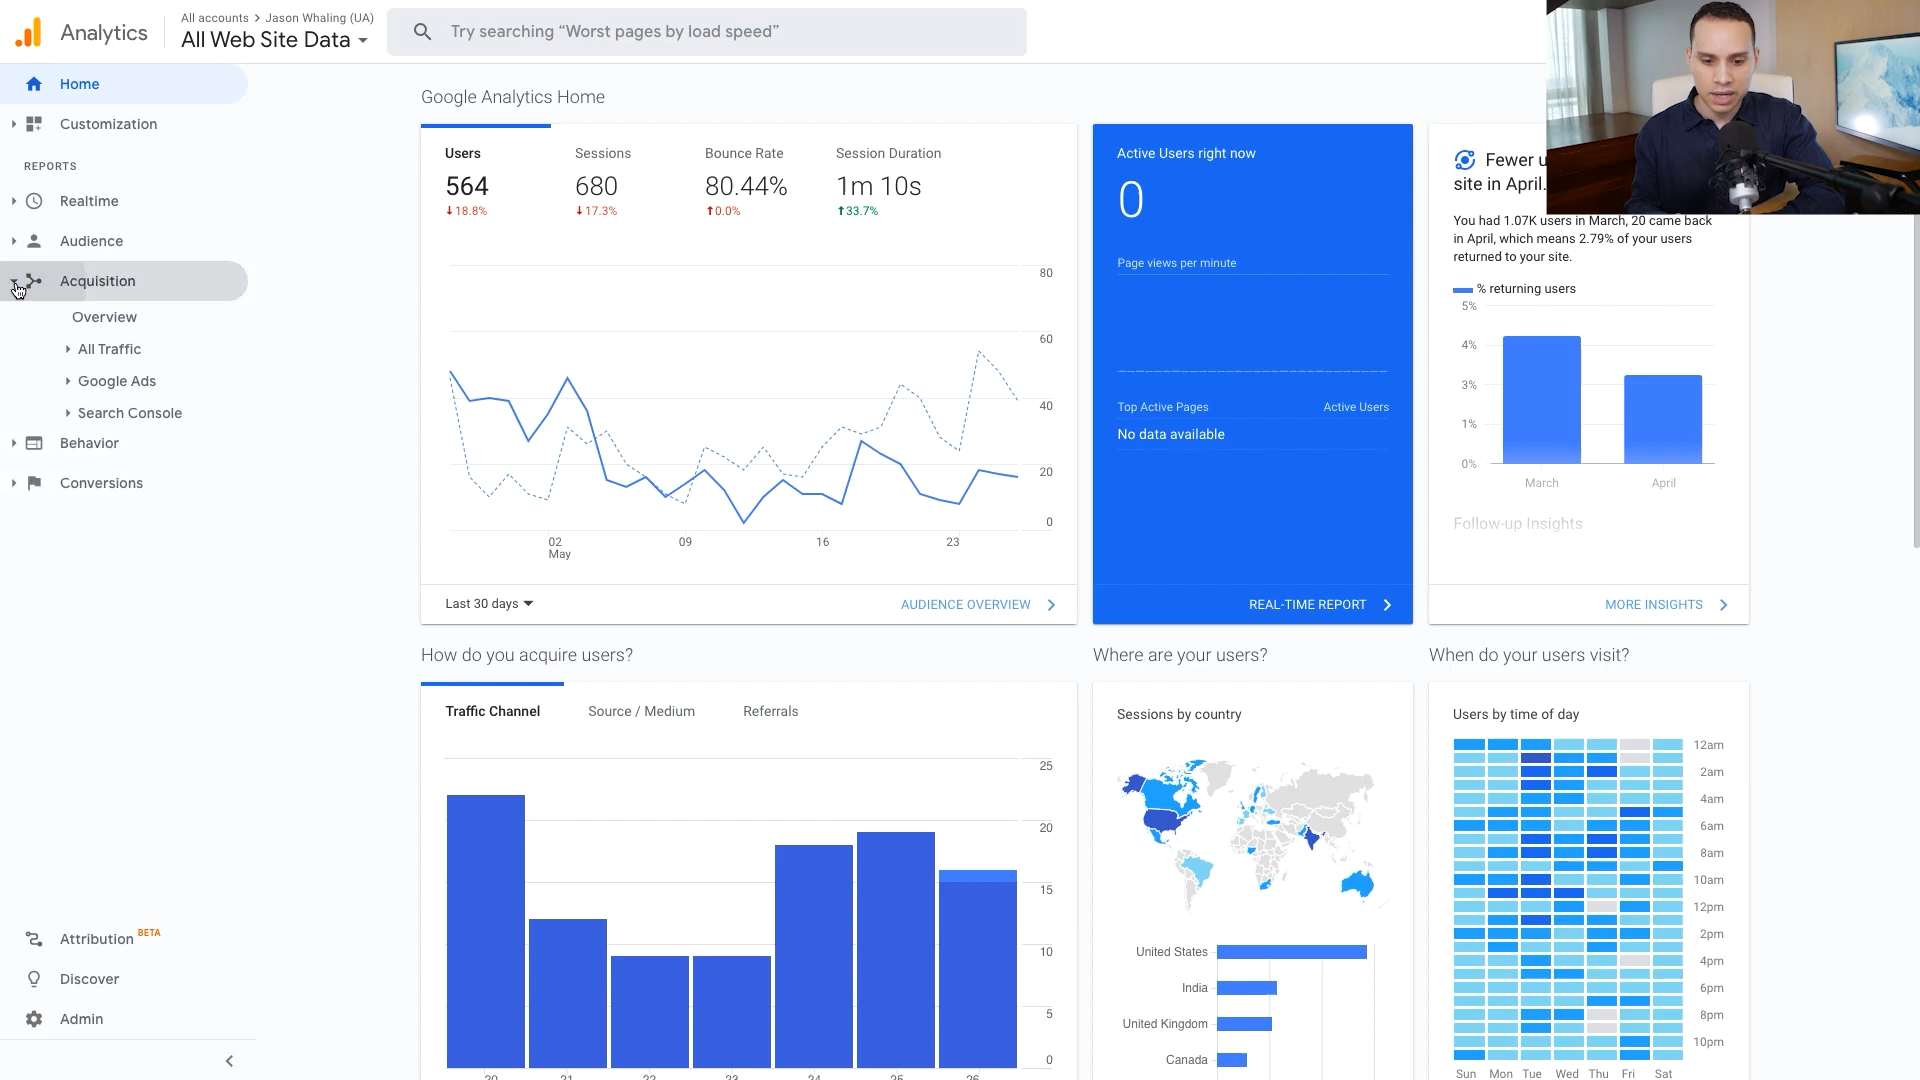 Analytics
All accounts > Jason Whaling (UA)
All Web Site Data
Try searching “Worst pages by load speed”
Home
Customization
REPORTS
Realtime
Audience
Acquisition
Overview
All Traffic
Google Ads
Search Console
Behavior
Conversions
Attribution BETA
Discover
Admin
Google Analytics Home
Users Sessions Bounce Rate Session Duration
564 680 80.44% 1m 10s
18.8% 17.3% 0.0% 33.7%
80
60
40
20
0
02 09 16 23
May
Last 30 days
AUDIENCE OVERVIEW
Active Users right now
0
Page views per minute
Top Active Pages Active Users
No data available
REAL-TIME REPORT
Fewer u
site in April.
You had 1.07K users in March, 20 came back
in April, which means 2.79% of your users
returned to your site.
% returning users
5%
4%
3%
1%
0%
March April
Follow-up Insights
MORE INSIGHTS
How do you acquire users?
Traffic Channel Source / Medium Referrals
25
20
15
10
5
0
20 21 22 23 24 25 26
Where are your users?
Sessions by country
United States
India
United Kingdom
Canada
When do your users visit?
Users by time of day
12am
2am
4am
6am
8am
10am
12pm
2pm
4pm
6pm
8pm
10pm
Sun Mon Tue Wed Thu Fri Sat